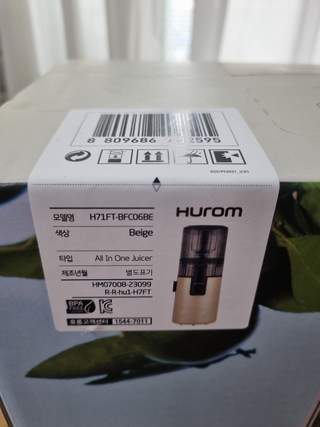 8 809686
2595
모델명 H71FT-BFC06BE
HUROM
색상 Beige
타입 All In One Juicer
제조년월 별도표기
HM07008-23099
R-R-hu1-H7FT
BPA FREE
휴롬고객센터 1544-7011